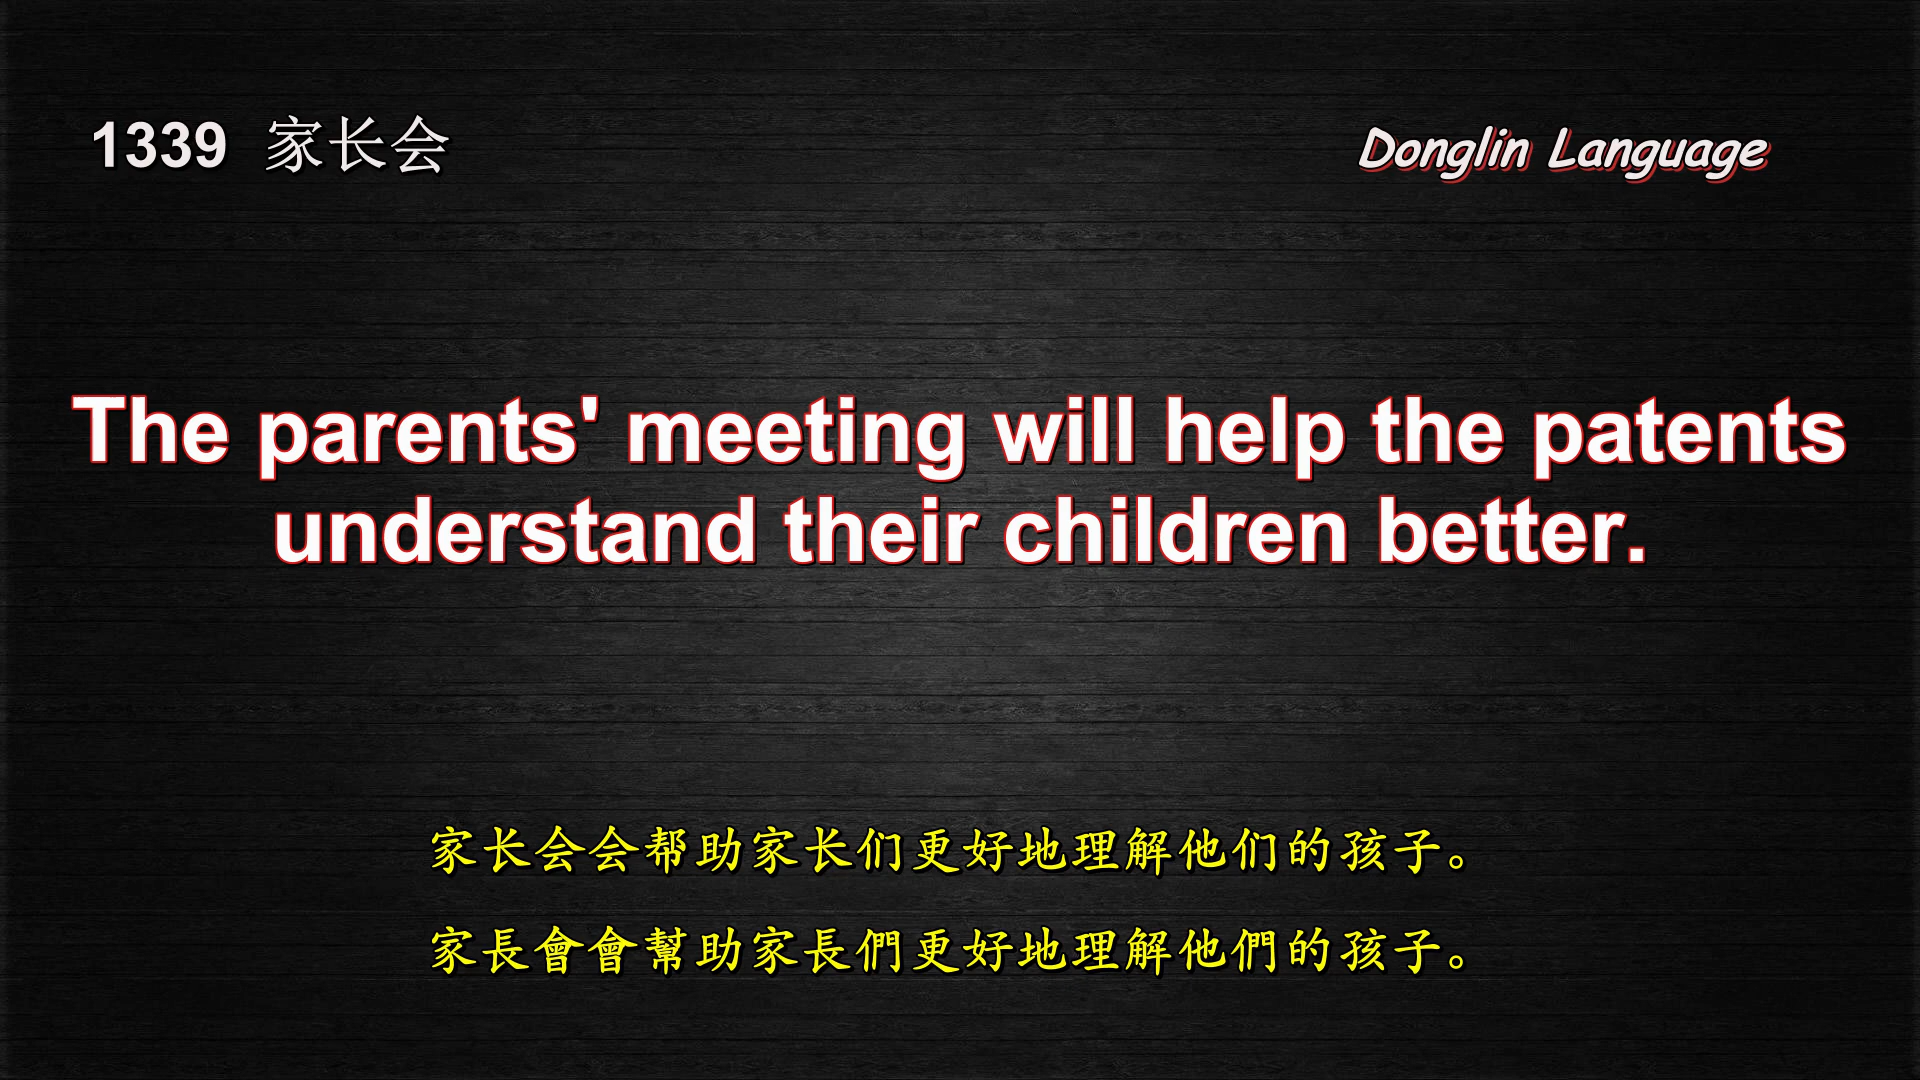 1339 家长会
Donglin Language
The parents' meeting will help the patents
understand their children better.
家长会会帮助家长们更好地理解他们的孩子。
家長會會幫助家長們更好地理解他們的孩子。